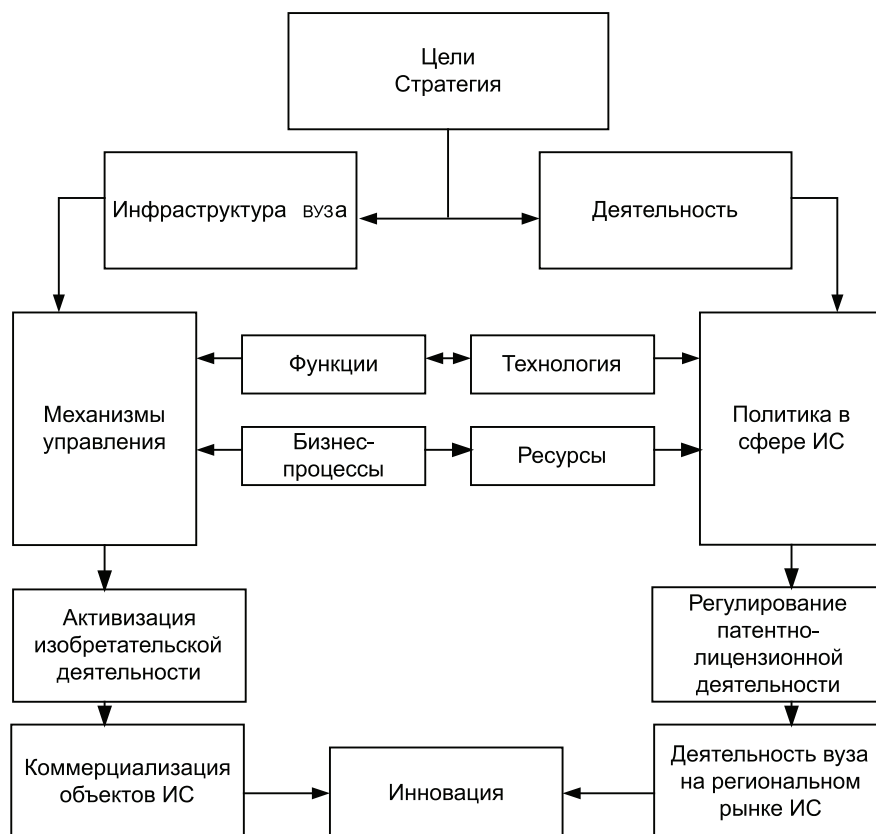 Цели
Стратегия
Инфраструктура вуза
Деятельность
Механизмы
управления
Функции
Технология
Бизнес-
процессы
Ресурсы
Политика в
сфере ИС
Активизация
изобретательской
деятельности
Регулирование
патентно-
лицензионной
деятельности
Коммерциализация
объектов ИС
Инновация
Деятельность вуза
на региональном
рынке ИС